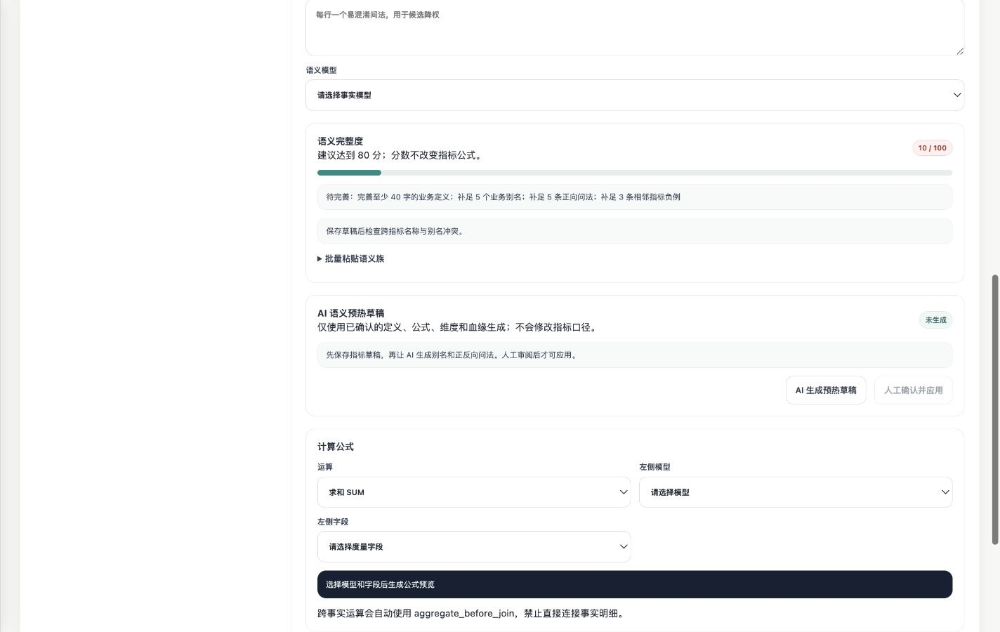 每行一个易混淆问法，用于候选降权
语义模型
请选择事实模型
语义完整度
建议达到 80 分；分数不改变指标公式。
10 / 100
待完善：完善至少 40 字的业务定义；补足 5 个业务别名；补足 5 条正向问法；补足 3 条相邻指标负例
保存草稿后检查跨指标名称与别名冲突。
批量粘贴语义族
AI 语义预热草稿
仅使用已确认的定义、公式、维度和血缘生成；不会修改指标口径。
未生成
先保存指标草稿，再让 AI 生成别名和正反向问法。人工审阅后才可应用。
AI 生成预热草稿
人工确认并应用
计算公式
运算
左侧模型
求和 SUM
请选择模型
左侧字段
请选择度量字段
选择模型和字段后生成公式预览
跨事实运算会自动使用 aggregate_before_join，禁止直接连接事实明细。